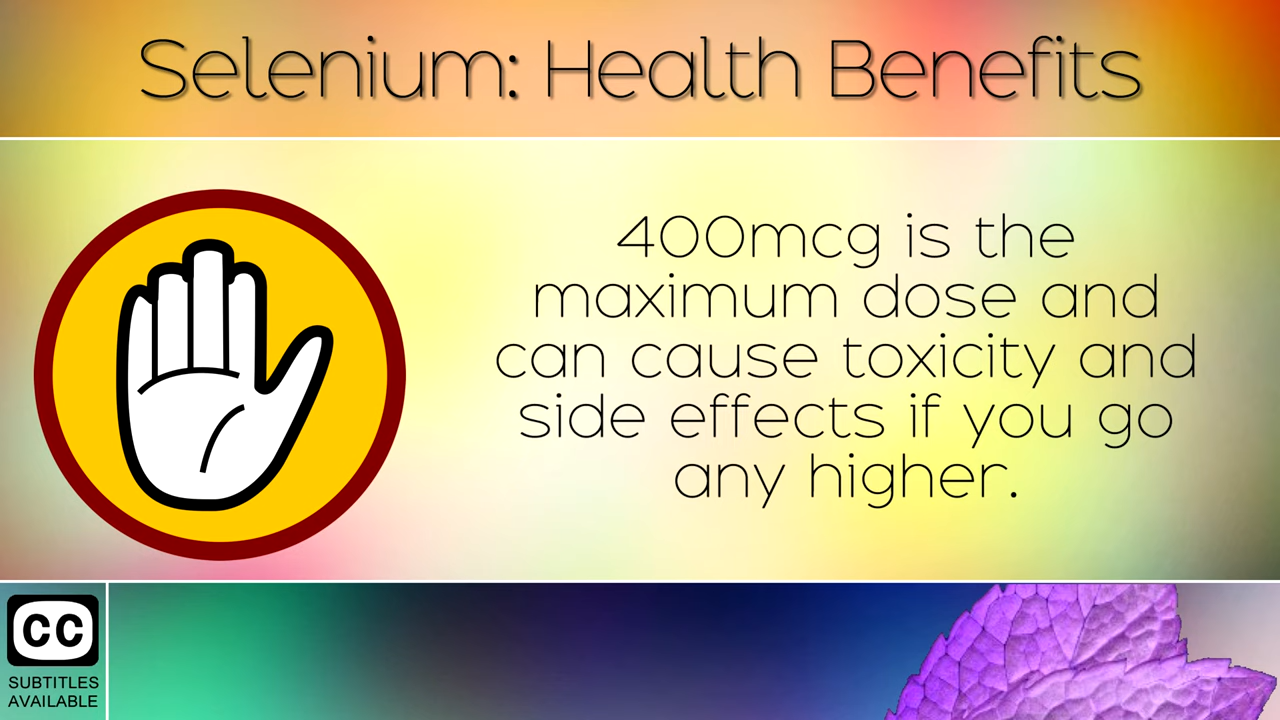 Selenium: Health Benefits
400mcg is the
maximum dose and
can cause toxicity and
side effects if you go
any higher.
CC
SUBTITLES
AVAILABLE